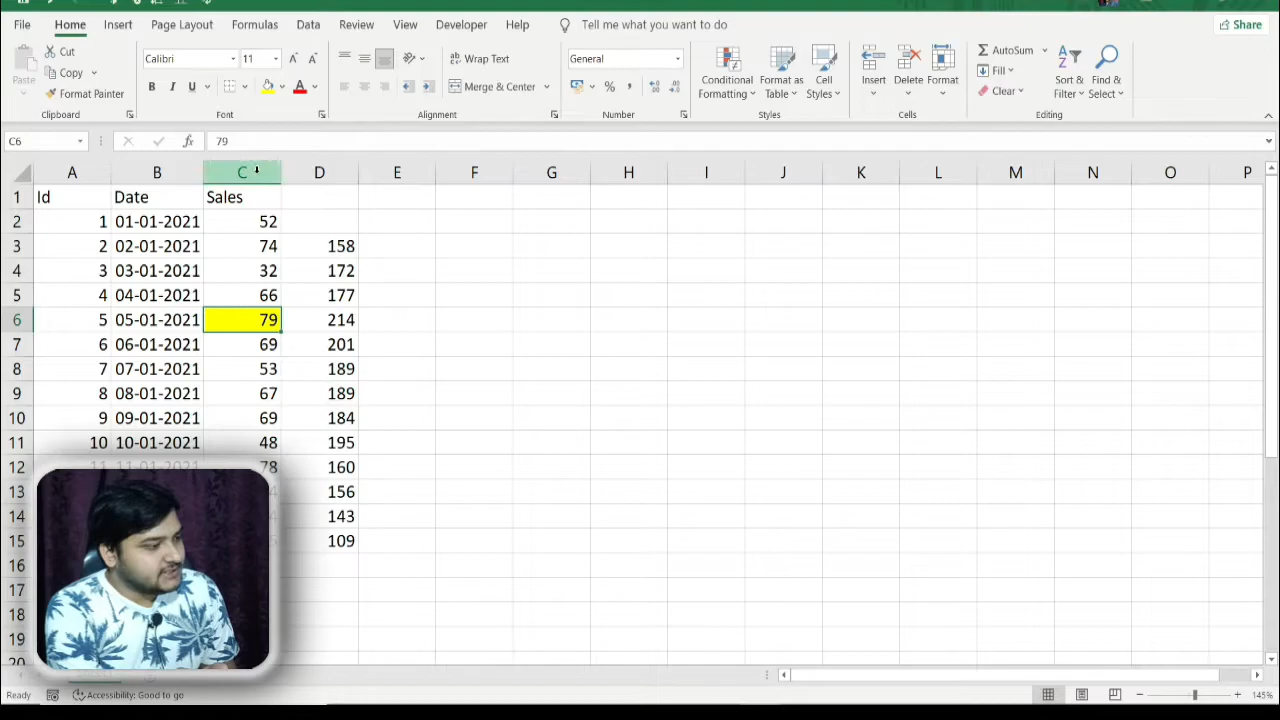 File Home Insert Page Layout Formulas Data Review View Developer Help Tell me what you want to do Share
Cut
Copy
Format Painter
Paste
Calibri 11
B I U
Wrap Text
Merge & Center
General
Conditional Formatting
Format as Table
Cell Styles
Insert
Delete
Format
AutoSum
Fill
Clear
Sort & Filter
Find & Select
Clipboard Font Alignment Number Styles Cells Editing
C6 fx 79
A B C D E F G H I J K L M N O P
1 Id Date Sales
2 1 01-01-2021 52
3 2 02-01-2021 74 158
4 3 03-01-2021 32 172
5 4 04-01-2021 66 177
6 5 05-01-2021 79 214
7 6 06-01-2021 69 201
8 7 07-01-2021 53 189
9 8 08-01-2021 67 189
10 9 09-01-2021 69 184
11 10 10-01-2021 48 195
12 11 11-01-2021 78 160
13 156
14 143
15 109
16
17
18
19
20
Ready Accessibility: Good to go 145%